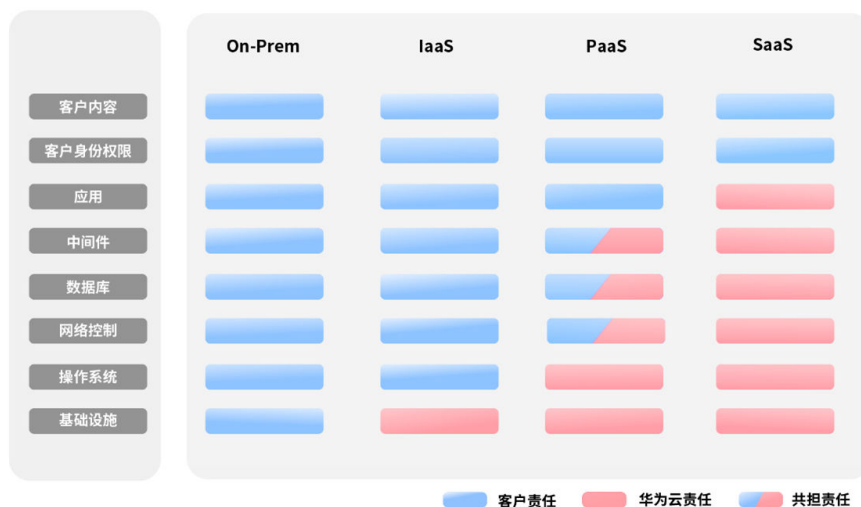 On-Prem IaaS PaaS SaaS
客户内容
客户身份权限
应用
中间件
数据库
网络控制
操作系统
基础设施
客户责任 华为云责任 共担责任